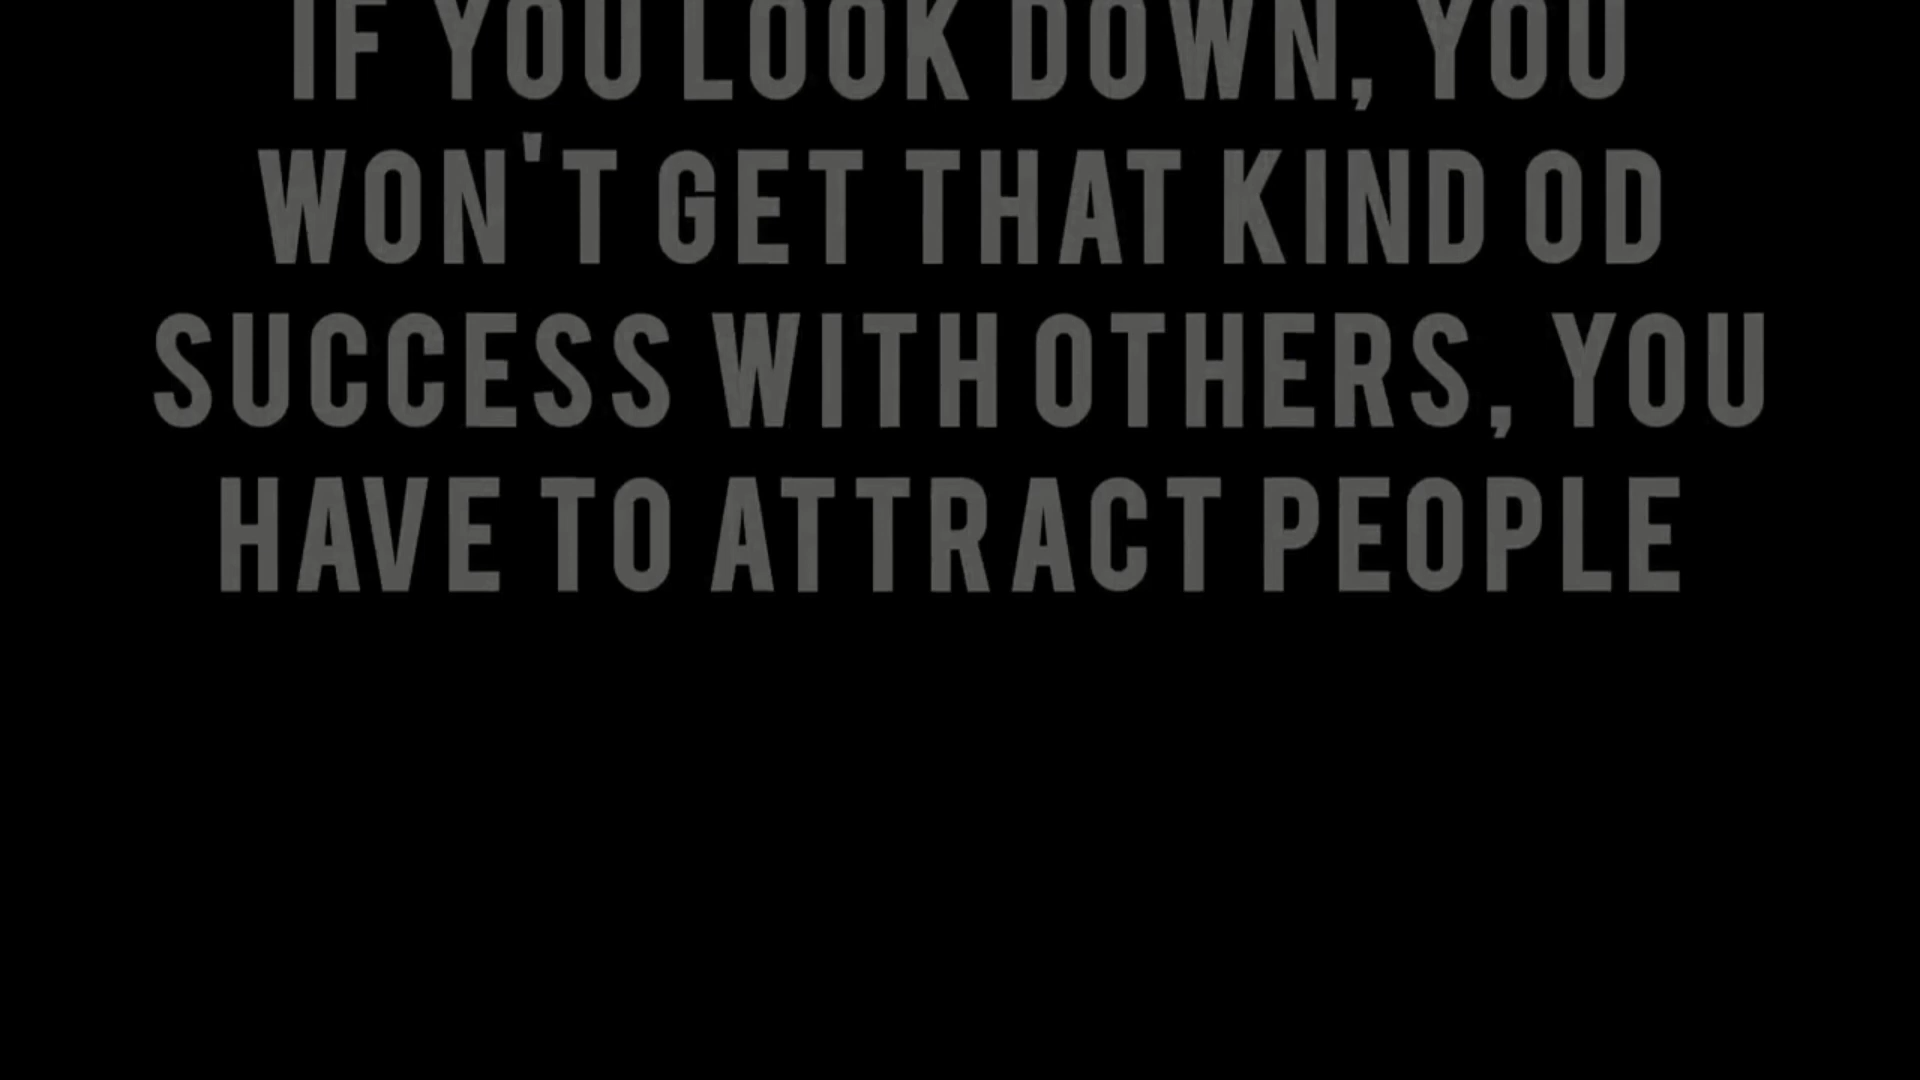 IF YOU LOOK DOWN, YOU
WON'T GET THAT KIND OD
SUCCESS WITH OTHERS, YOU
HAVE TO ATTRACT PEOPLE